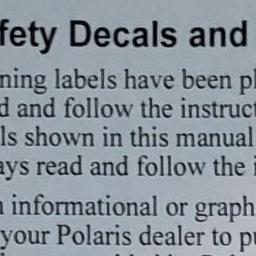 fety Decals and
ning labels have been pl
d and follow the instruct
ls shown in this manual
ays read and follow the i
n informational or graph
your Polaris dealer to pu